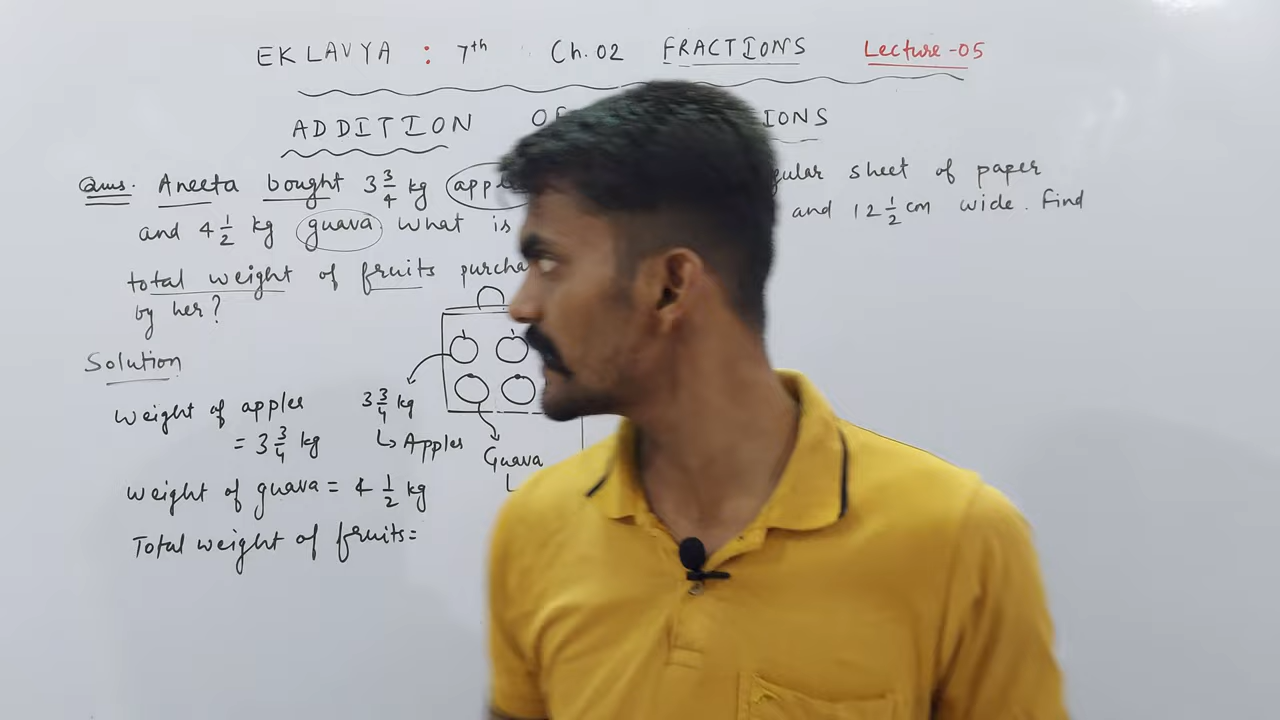 EKLAVYA : 7th Ch. 02 FRACTIONS Lecture-05
ADDITION
Ques. Aneeta bought 3 3/4 kg
and 4 1/2 kg guava. What is
total weight of fruits
by her?
sheet of paper
and 12 1/2 cm wide. Find
Solution
Weight of apples
= 3 3/4 kg
Weight of guava = 4 1/2 kg
Total weight of fruits =
3 3/4 kg
↳ Apples
Guava